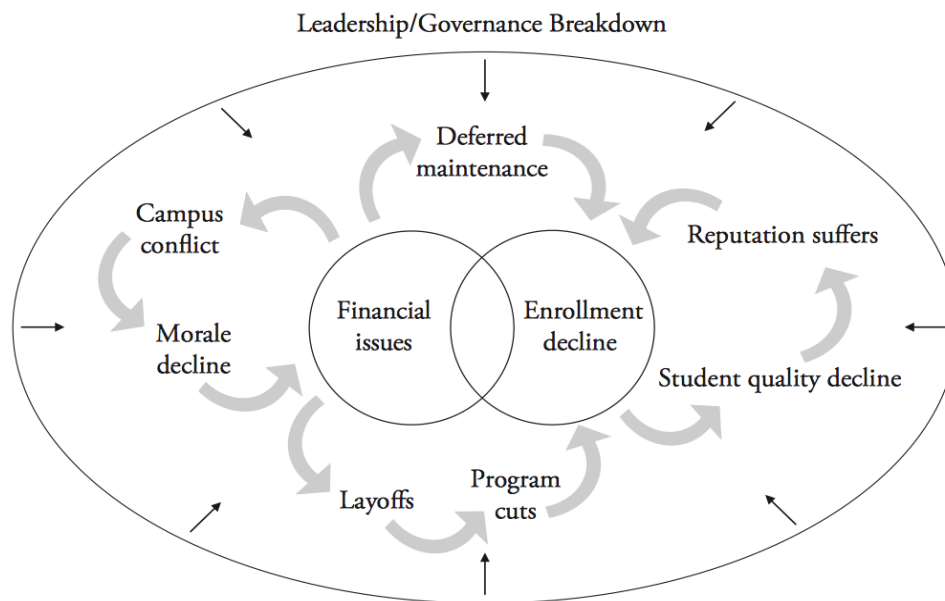 Leadership/Governance Breakdown
Deferred
maintenance
Campus
conflict
Reputation suffers
Financial
issues
Enrollment
decline
Morale
decline
Student quality decline
Layoffs
Program
cuts